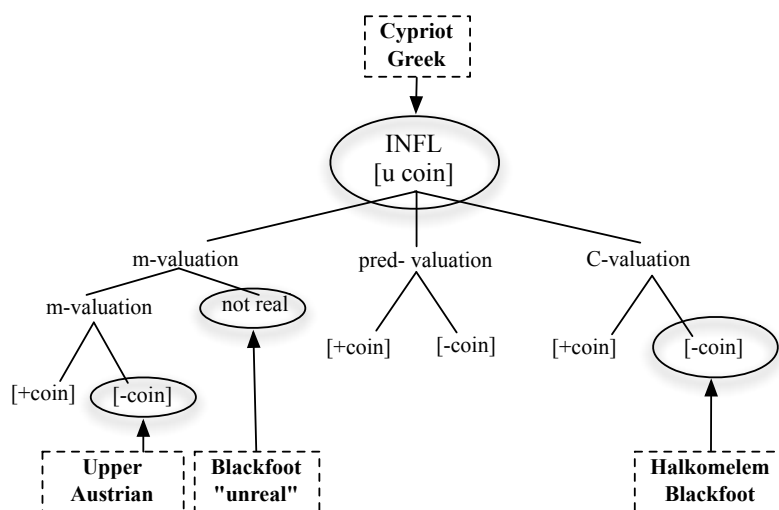 Cypriot
Greek
INFL
[u coin]
m-valuation
pred- valuation
C-valuation
m-valuation
not real
[+coin]
[-coin]
[+coin]
[-coin]
[+coin]
[-coin]
Upper
Austrian
Blackfoot
"unreal"
Halkomelem
Blackfoot